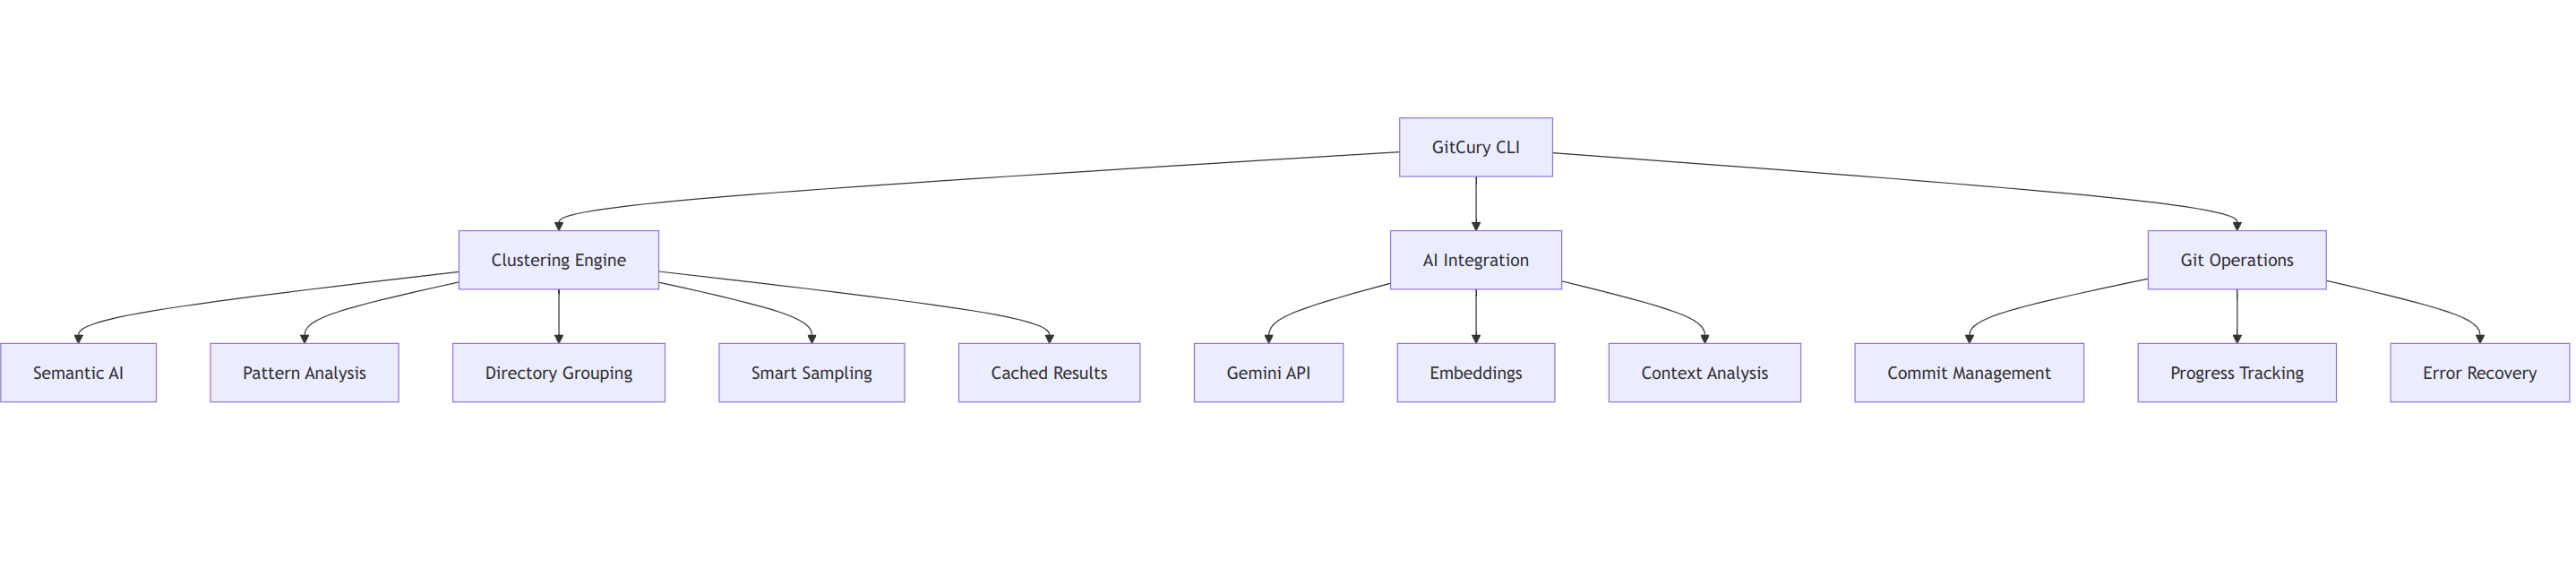 GitCury CLI
Clustering Engine
AI Integration
Git Operations
Semantic AI
Pattern Analysis
Directory Grouping
Smart Sampling
Cached Results
Gemini API
Embeddings
Context Analysis
Commit Management
Progress Tracking
Error Recovery